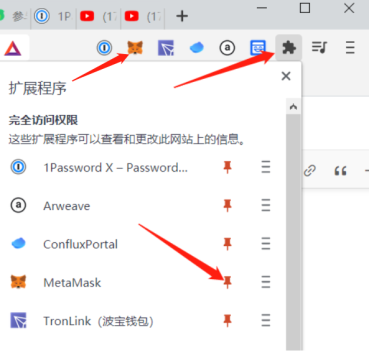 参
1P
(17
(17
扩展程序
完全访问权限
这些扩展程序可以查看和更改此网站上的信息。
1Password X – Password...
Arweave
ConfluxPortal
MetaMask
TronLink（波宝钱包）